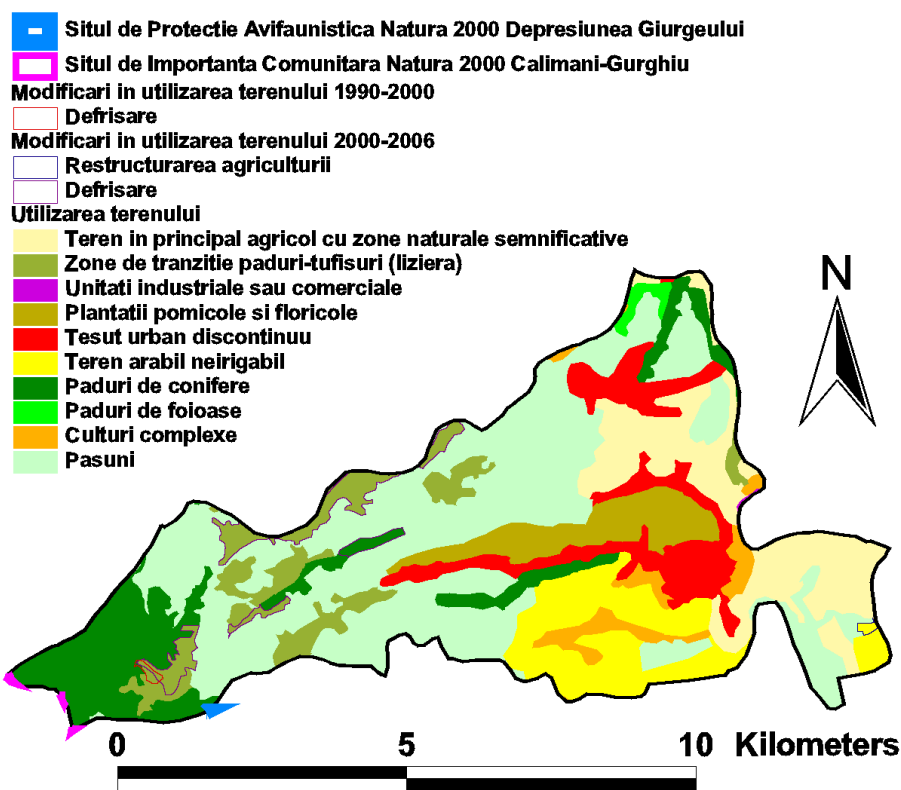 Situl de Protectie Avifaunistica Natura 2000 Depresiunea Giurgeului
Situl de Importanta Comunitara Natura 2000 Calimani-Gurghiu
Modificari in utilizarea terenului 1990-2000
Defrisare
Modificari in utilizarea terenului 2000-2006
Restructurarea agriculturii
Defrisare
Utilizarea terenului
Teren in principal agricol cu zone naturale semnificative
Zone de tranzitie paduri-tufisuri (liziera)
Unitati industriale sau comerciale
Plantatii pomicole si floricole
Tesut urban discontinuu
Teren arabil neirigabil
Paduri de conifere
Paduri de foioase
Culturi complexe
Pasuni
N
0 5 10 Kilometers